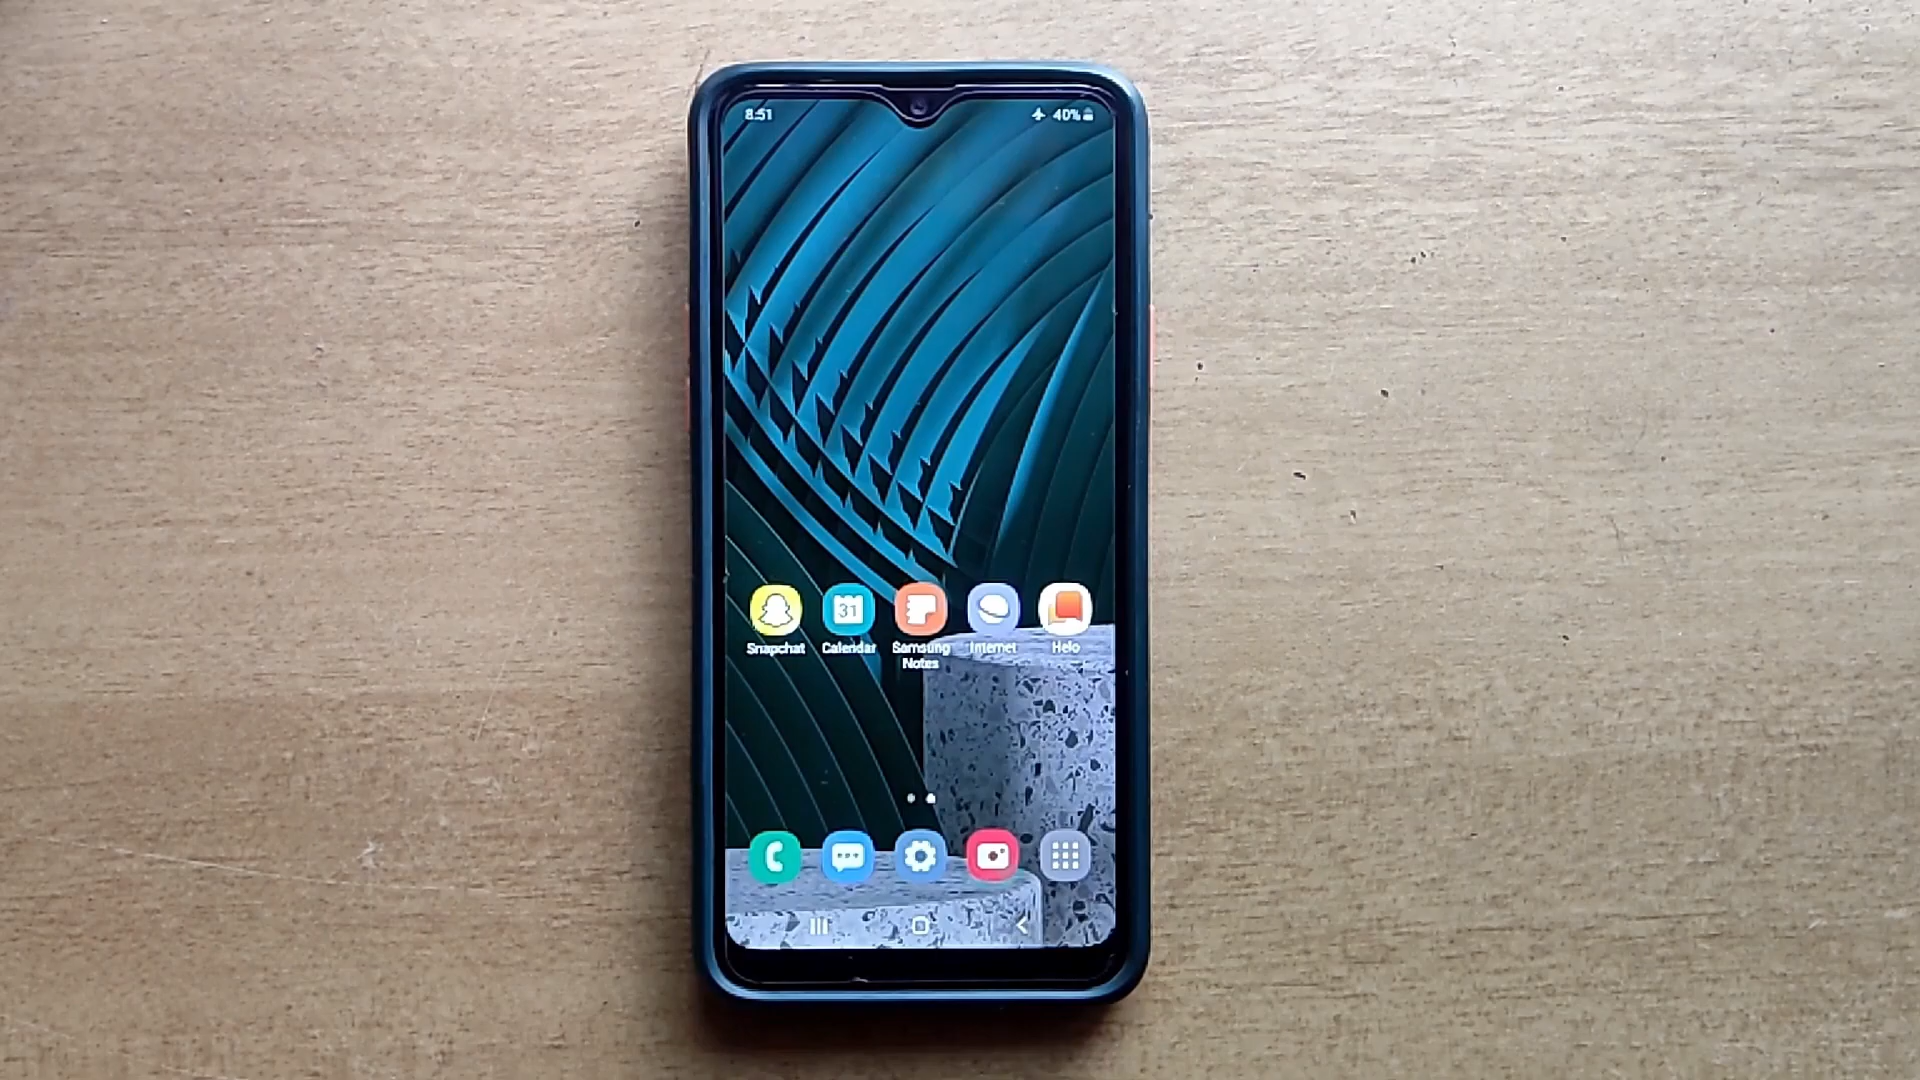 8:51
40%
31
Snapchat
Calendar
Samsung
Notes
Internet
Helo